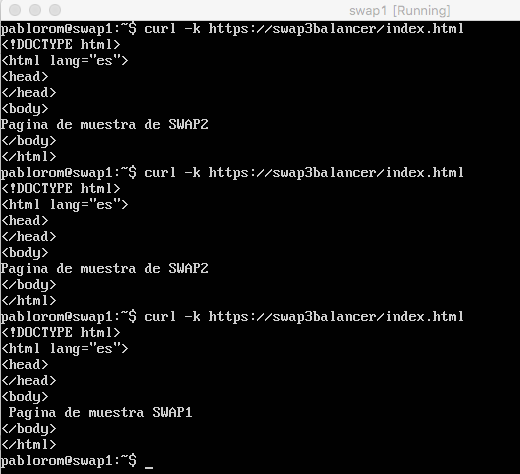 swap1 [Running]
pablorom@swap1:~$ curl -k https://swap3balancer/index.html
<!DOCTYPE html>
<html lang="es">
<head>
</head>
<body>
Pagina de muestra de SWAP2
</body>
</html>
pablorom@swap1:~$ curl -k https://swap3balancer/index.html
<!DOCTYPE html>
<html lang="es">
<head>
</head>
<body>
Pagina de muestra de SWAP2
</body>
</html>
pablorom@swap1:~$ curl -k https://swap3balancer/index.html
<!DOCTYPE html>
<html lang="es">
<head>
</head>
<body>
 Pagina de muestra SWAP1
</body>
</html>
pablorom@swap1:~$ _